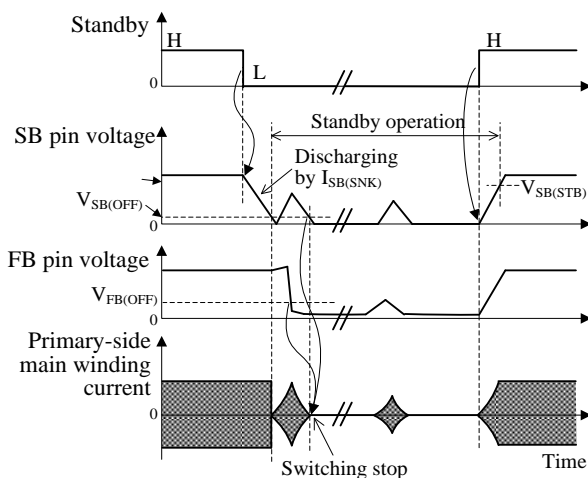 Standby
H
H
L
0
Standby operation
SB pin voltage
Discharging
by I_SB(SNK)
V_SB(OFF)
V_SB(STB)
0
FB pin voltage
V_FB(OFF)
0
Primary-side
main winding
current
0
Time
Switching stop